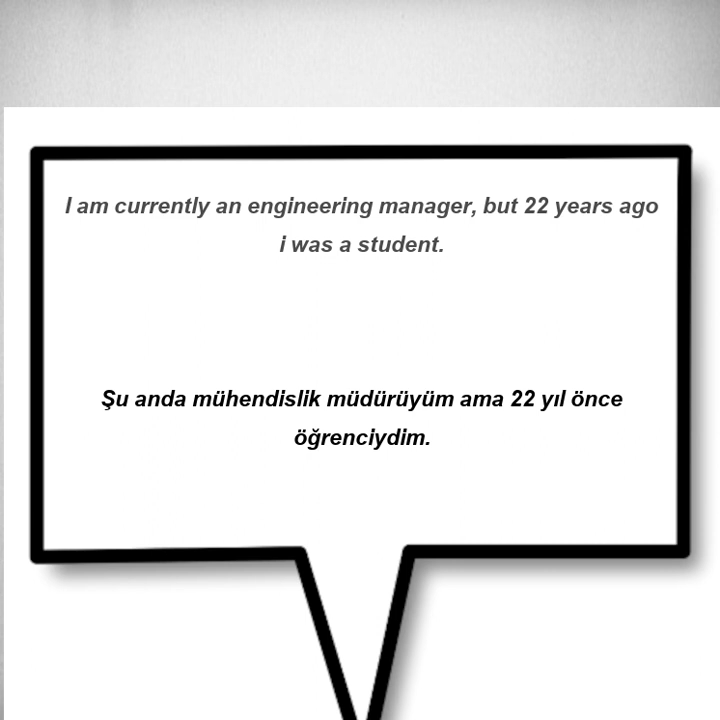 I am currently an engineering manager, but 22 years ago
i was a student.
Şu anda mühendislik müdürüyüm ama 22 yıl önce
öğrenciydim.